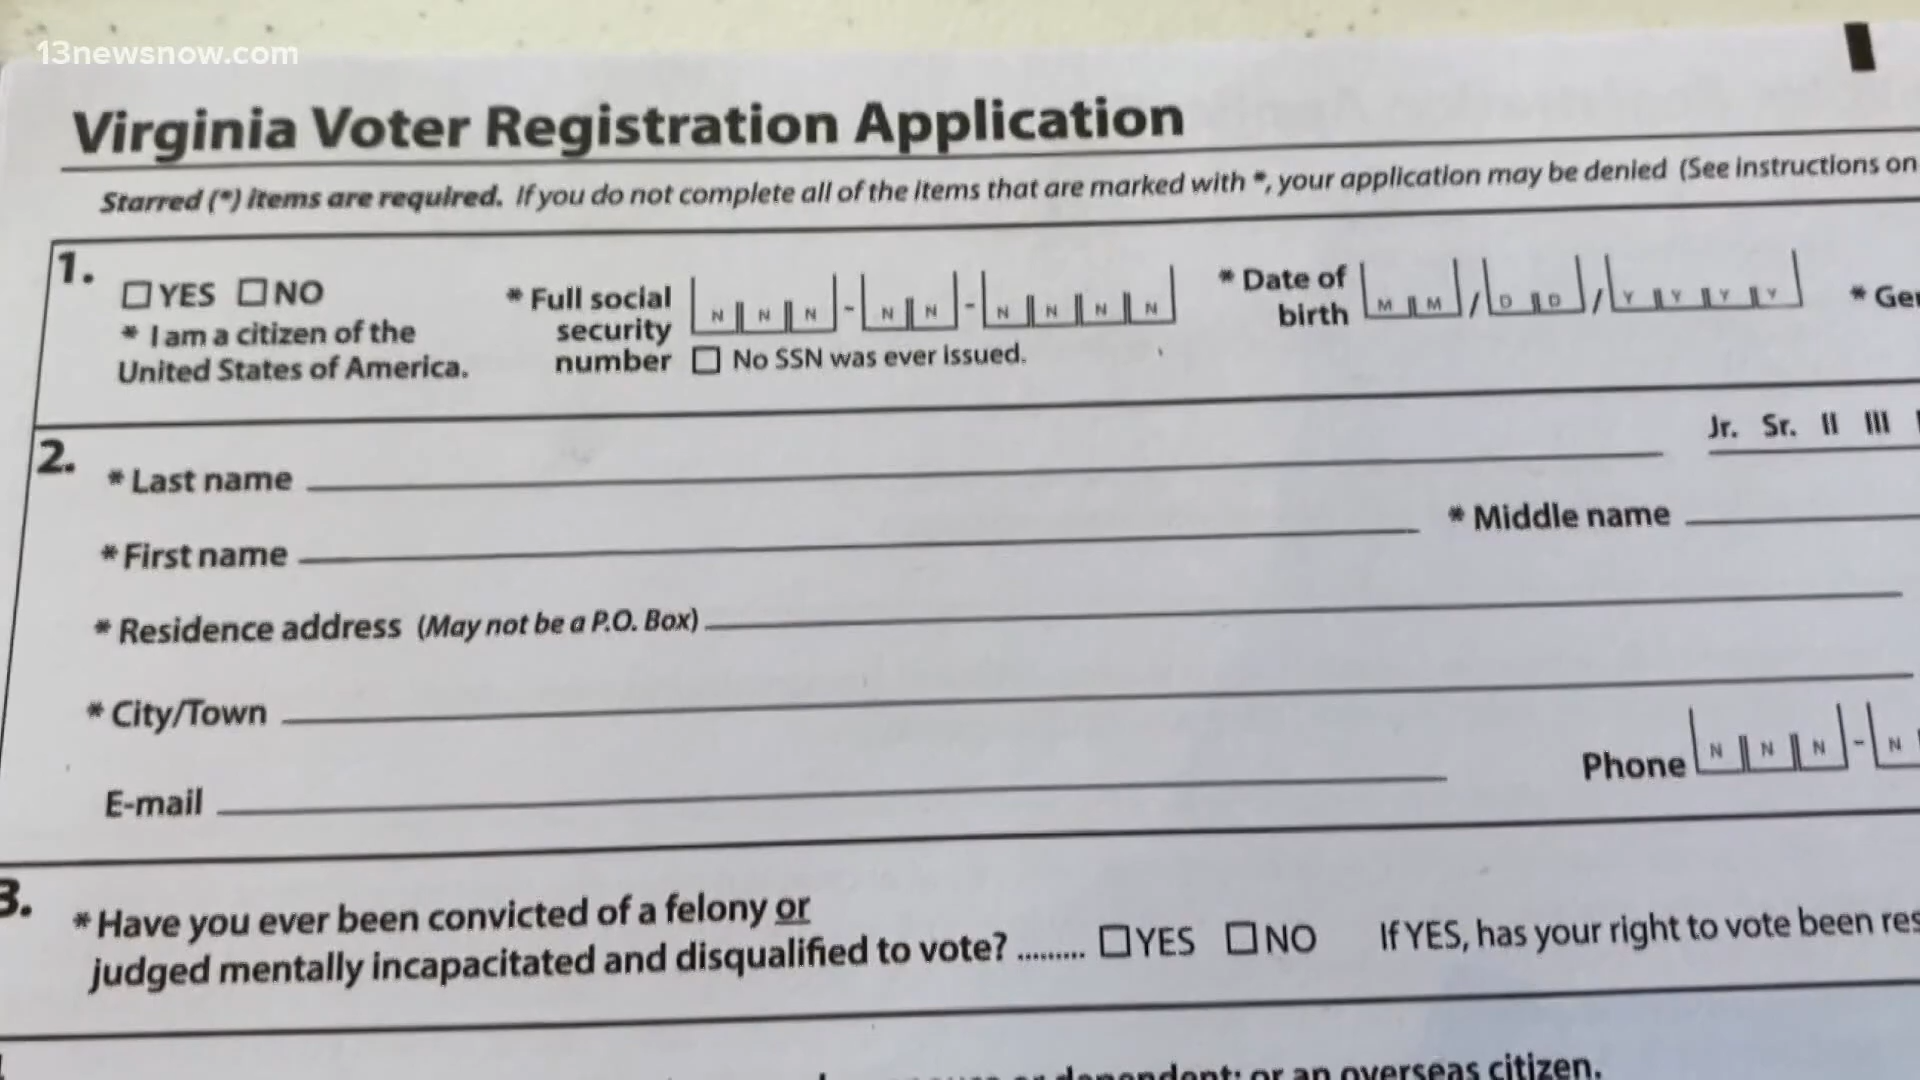 13newsnow.com
Virginia Voter Registration Application
Starred (*) items are required. If you do not complete all of the items that are marked with *, your application may be denied (See instructions on
1.
☐ YES ☐ NO
* I am a citizen of the
United States of America.
* Full social
security
number
N N N - N N - N N N N
☐ No SSN was ever issued.
* Date of
birth
M M / D D / Y Y Y Y
2.
Jr. Sr. II III
* Last name
* First name
* Middle name
* Residence address (May not be a P.O. Box)
* City/Town
E-mail
Phone N N N - N
3.
* Have you ever been convicted of a felony or
judged mentally incapacitated and disqualified to vote? ......... ☐ YES ☐ NO If YES, has your right to vote been res
dependent; or an overseas citizen.